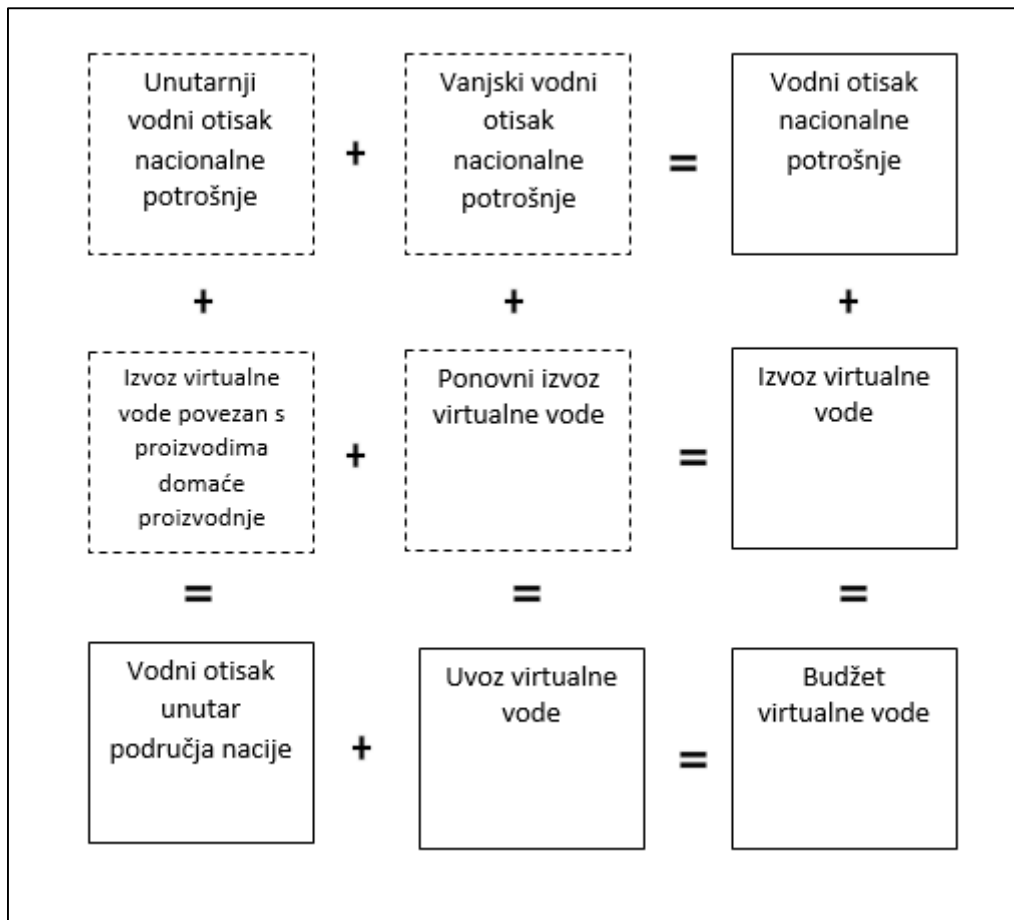 Unutarnji
vodni otisak
nacionalne
potrošnje
+
Vanjski vodni
otisak
nacionalne
potrošnje
=
Vodni otisak
nacionalne
potrošnje
+
+
+
Izvoz virtualne
vode povezan s
proizvodima
domaće
proizvodnje
+
Ponovni izvoz
virtualne vode
=
Izvoz virtualne
vode
=
=
=
Vodni otisak
unutar
područja nacije
+
Uvoz virtualne
vode
=
Budžet
virtualne vode